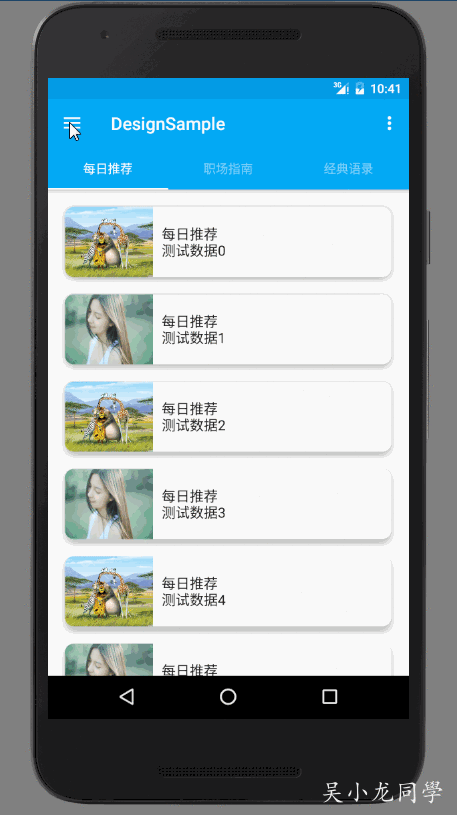 3G 10:41
DesignSample
每日推荐 职场指南 经典语录
每日推荐
测试数据0
每日推荐
测试数据1
每日推荐
测试数据2
每日推荐
测试数据3
每日推荐
测试数据4
每日推荐
吴小龙同學